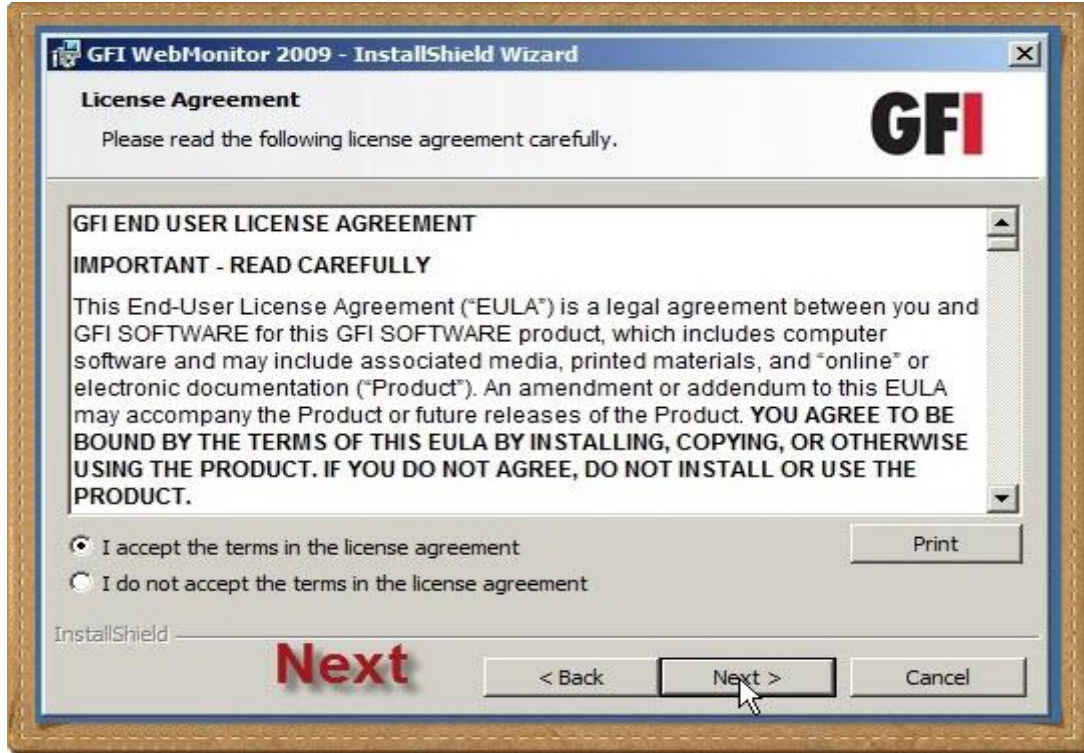 GFI WebMonitor 2009 - InstallShield Wizard
License Agreement
Please read the following license agreement carefully.
GFI
GFI END USER LICENSE AGREEMENT
IMPORTANT - READ CAREFULLY
This End-User License Agreement (“EULA”) is a legal agreement between you and
GFI SOFTWARE for this GFI SOFTWARE product, which includes computer
software and may include associated media, printed materials, and “online” or
electronic documentation (“Product”). An amendment or addendum to this EULA
may accompany the Product or future releases of the Product. YOU AGREE TO BE
BOUND BY THE TERMS OF THIS EULA BY INSTALLING, COPYING, OR OTHERWISE
USING THE PRODUCT. IF YOU DO NOT AGREE, DO NOT INSTALL OR USE THE
PRODUCT.
I accept the terms in the license agreement
Print
I do not accept the terms in the license agreement
InstallShield
Next
< Back
Next >
Cancel